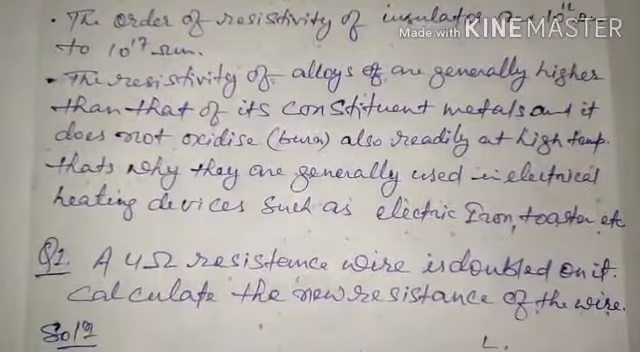 • The order of resistivity of insulator
Made with KINEMASTER
to 10¹⁷ Ωm.
• The resistivity of alloys of are generally higher
than that of its constituent metals and it
does not oxidise (burn) also readily at high temp.
thats why they are generally used in electrical
heating devices such as electric Iron, toaster etc
Q1. A 4Ω resistance wire is doubled on it.
Calculate the new resistance of the wire.
Solⁿ
L.